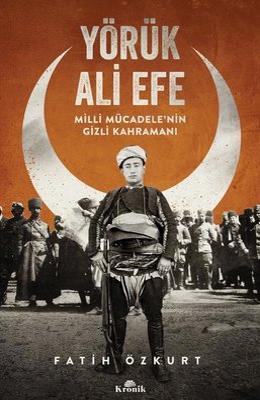 YÖRÜK
ALİ EFE
MİLLİ MÜCADELE'NİN
GİZLİ KAHRAMANI
FATİH ÖZKURT
Kronik